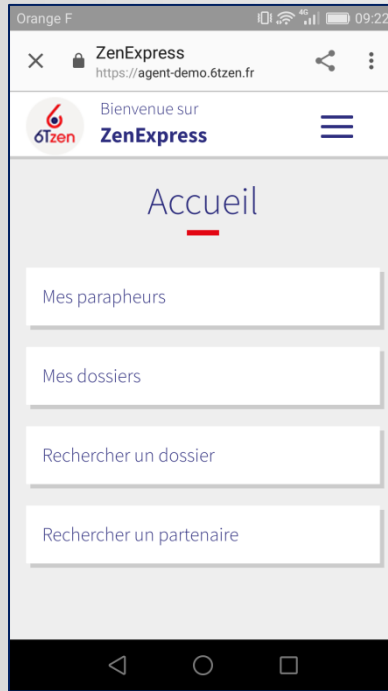 Orange F
4G
09:22
ZenExpress
https://agent-demo.6tzen.fr
6Tzen
Bienvenue sur
ZenExpress
Accueil
Mes parapheurs
Mes dossiers
Rechercher un dossier
Rechercher un partenaire